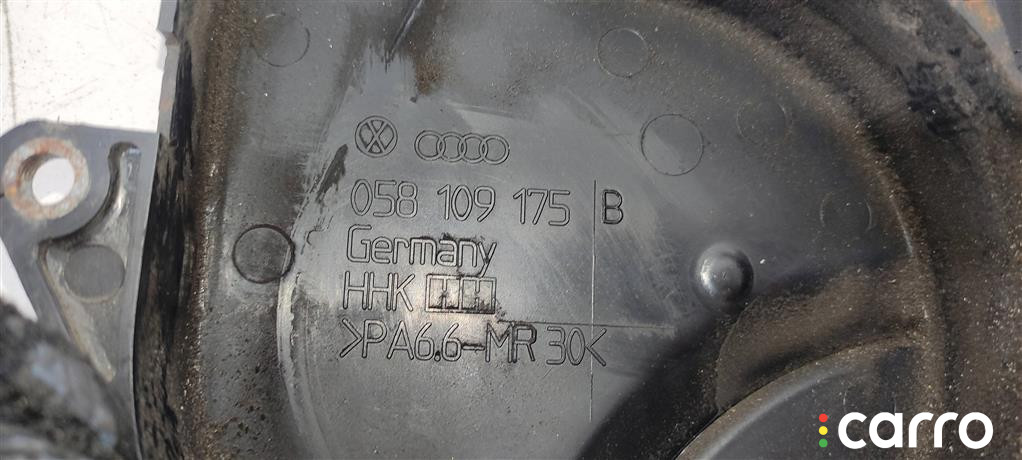 058 109 175 B
Germany
HHK
>PA6.6-MR 30<
carro